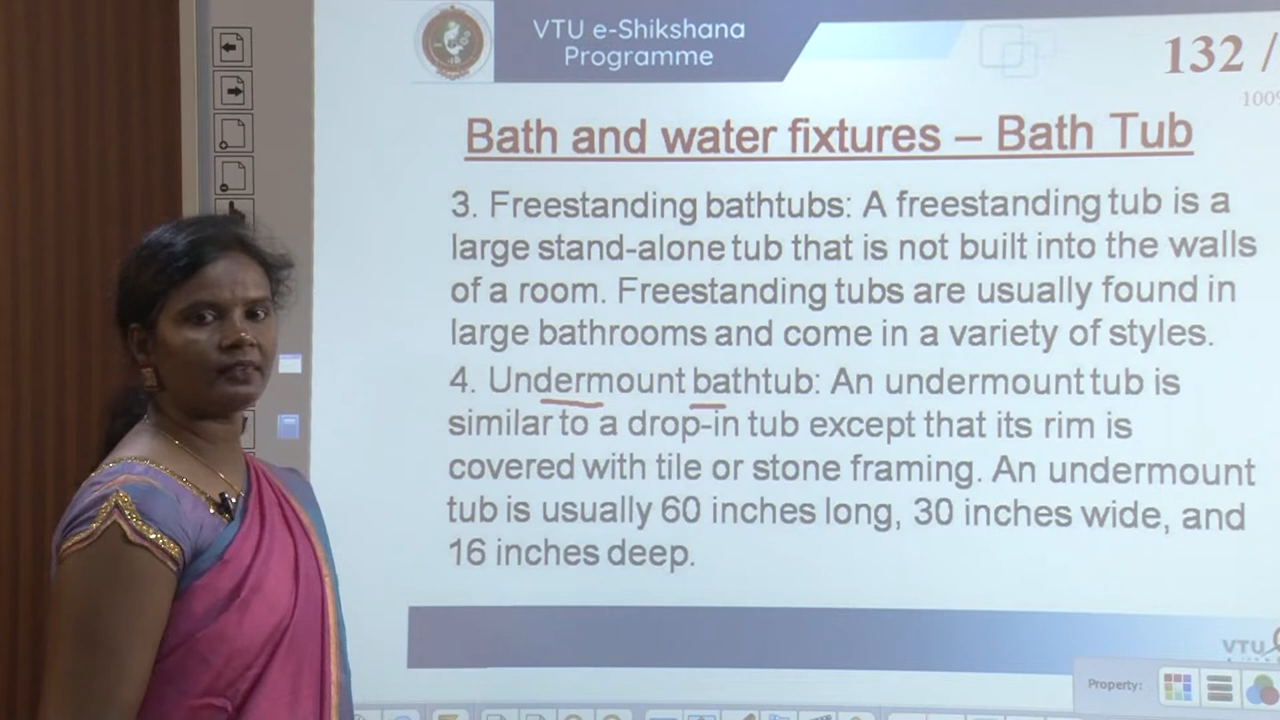 VTU e-Shikshana
Programme
132 /
Bath and water fixtures – Bath Tub
3. Freestanding bathtubs: A freestanding tub is a
large stand-alone tub that is not built into the walls
of a room. Freestanding tubs are usually found in
large bathrooms and come in a variety of styles.
4. Undermount bathtub: An undermount tub is
similar to a drop-in tub except that its rim is
covered with tile or stone framing. An undermount
tub is usually 60 inches long, 30 inches wide, and
16 inches deep.
VTU
Property: